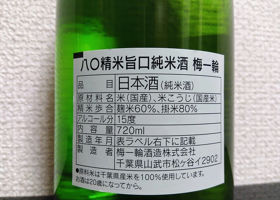 八〇精米旨口純米酒 梅一輪
品目 日本酒(純米酒)
原材料名 米(国産)、米こうじ(国産米)
精米歩合 麹米60%、掛米80%
アルコール分 15度
内容量 720ml
製造年月 表ラベル右下に記載
製造者 梅一輪酒造株式会社
千葉県山武市松ヶ谷イ2902
●原料米は千葉県産米を100%使用しています。
お酒は20歳になってから。